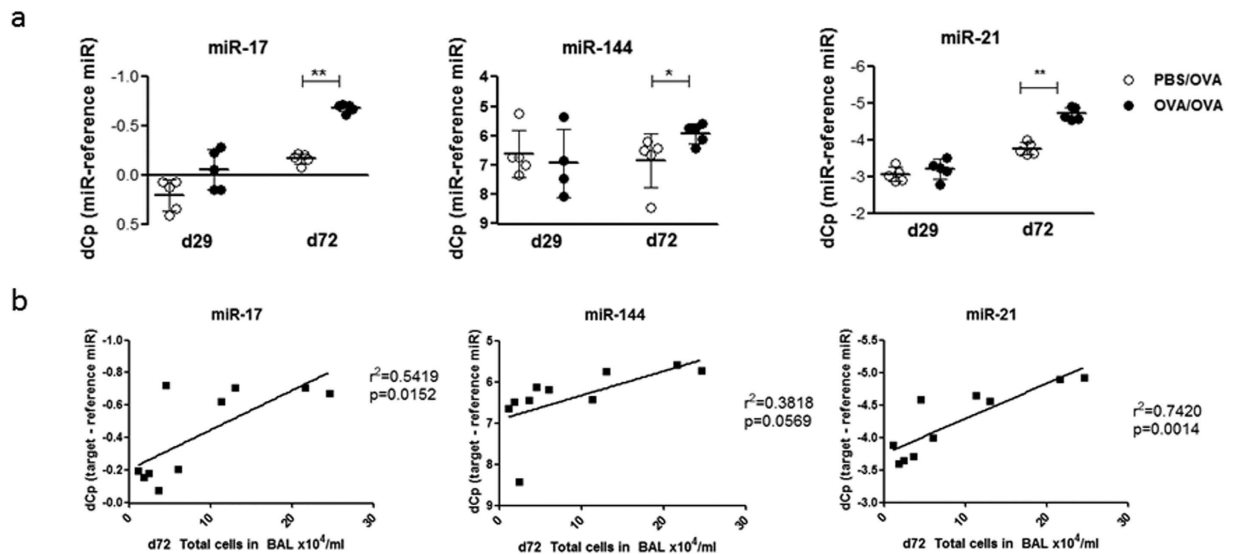 a
miR-17
miR-144
miR-21
dCp (miR-reference miR)
-1.0
-0.5
0.0
0.5
**
d29
d72
dCp (miR-reference miR)
4
5
6
7
8
9
*
d29
d72
dCp (miR-reference miR)
-6
-5
-4
-3
-2
**
d29
d72
PBS/OVA
OVA/OVA
b
miR-17
miR-144
miR-21
dCp (target - reference miR)
-1.0
-0.8
-0.6
-0.4
-0.2
-0.0
0
10
20
30
r²=0.5419
p=0.0152
d72 Total cells in BAL x10⁴/ml
dCp (target - reference miR)
5
6
7
8
9
0
10
20
30
r²=0.3818
p=0.0569
d72 Total cells in BAL x10⁴/ml
dCp (target - reference miR)
-5.5
-5.0
-4.5
-4.0
-3.5
-3.0
0
10
20
30
r²=0.7420
p=0.0014
d72 Total cells in BAL x10⁴/ml